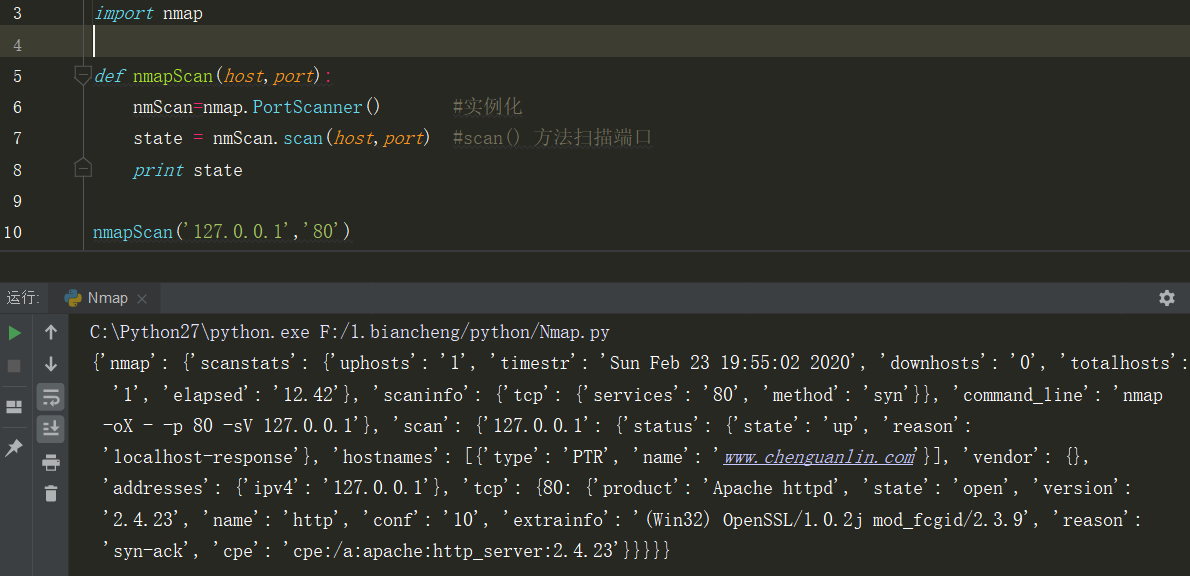 3 import nmap
4
5 def nmapScan(host,port):
6 nmScan=nmap.PortScanner() #实例化
7 state = nmScan.scan(host,port) #scan() 方法扫描端口
8 print state
9
10 nmapScan('127.0.0.1','80')
运行: Nmap
C:\Python27\python.exe F:/1.biancheng/python/Nmap.py
{'nmap': {'scanstats': {'uphosts': '1', 'timestr': 'Sun Feb 23 19:55:02 2020', 'downhosts': '0', 'totalhosts':
'1', 'elapsed': '12.42'}, 'scaninfo': {'tcp': {'services': '80', 'method': 'syn'}}, 'command_line': 'nmap
-oX - -p 80 -sV 127.0.0.1'}, 'scan': {'127.0.0.1': {'status': {'state': 'up', 'reason':
'localhost-response'}, 'hostnames': [{'type': 'PTR', 'name': 'www.chenguanlin.com'}], 'vendor': {},
'addresses': {'ipv4': '127.0.0.1'}, 'tcp': {80: {'product': 'Apache httpd', 'state': 'open', 'version':
'2.4.23', 'name': 'http', 'conf': '10', 'extrainfo': '(Win32) OpenSSL/1.0.2j mod_fcgid/2.3.9', 'reason':
'syn-ack', 'cpe': 'cpe:/a:apache:http_server:2.4.23'}}}}}